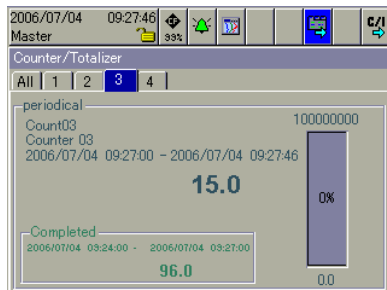 2006/07/04 09:27:46
Master
99%
C/I
Counter/Totalizer
All 1 2 3 4
periodical
Count03
100000000
Counter 03
2006/07/04 09:27:00 - 2006/07/04 09:27:46
15.0
0%
Completed
2006/07/04 09:24:00 - 2006/07/04 09:27:00
96.0
0.0